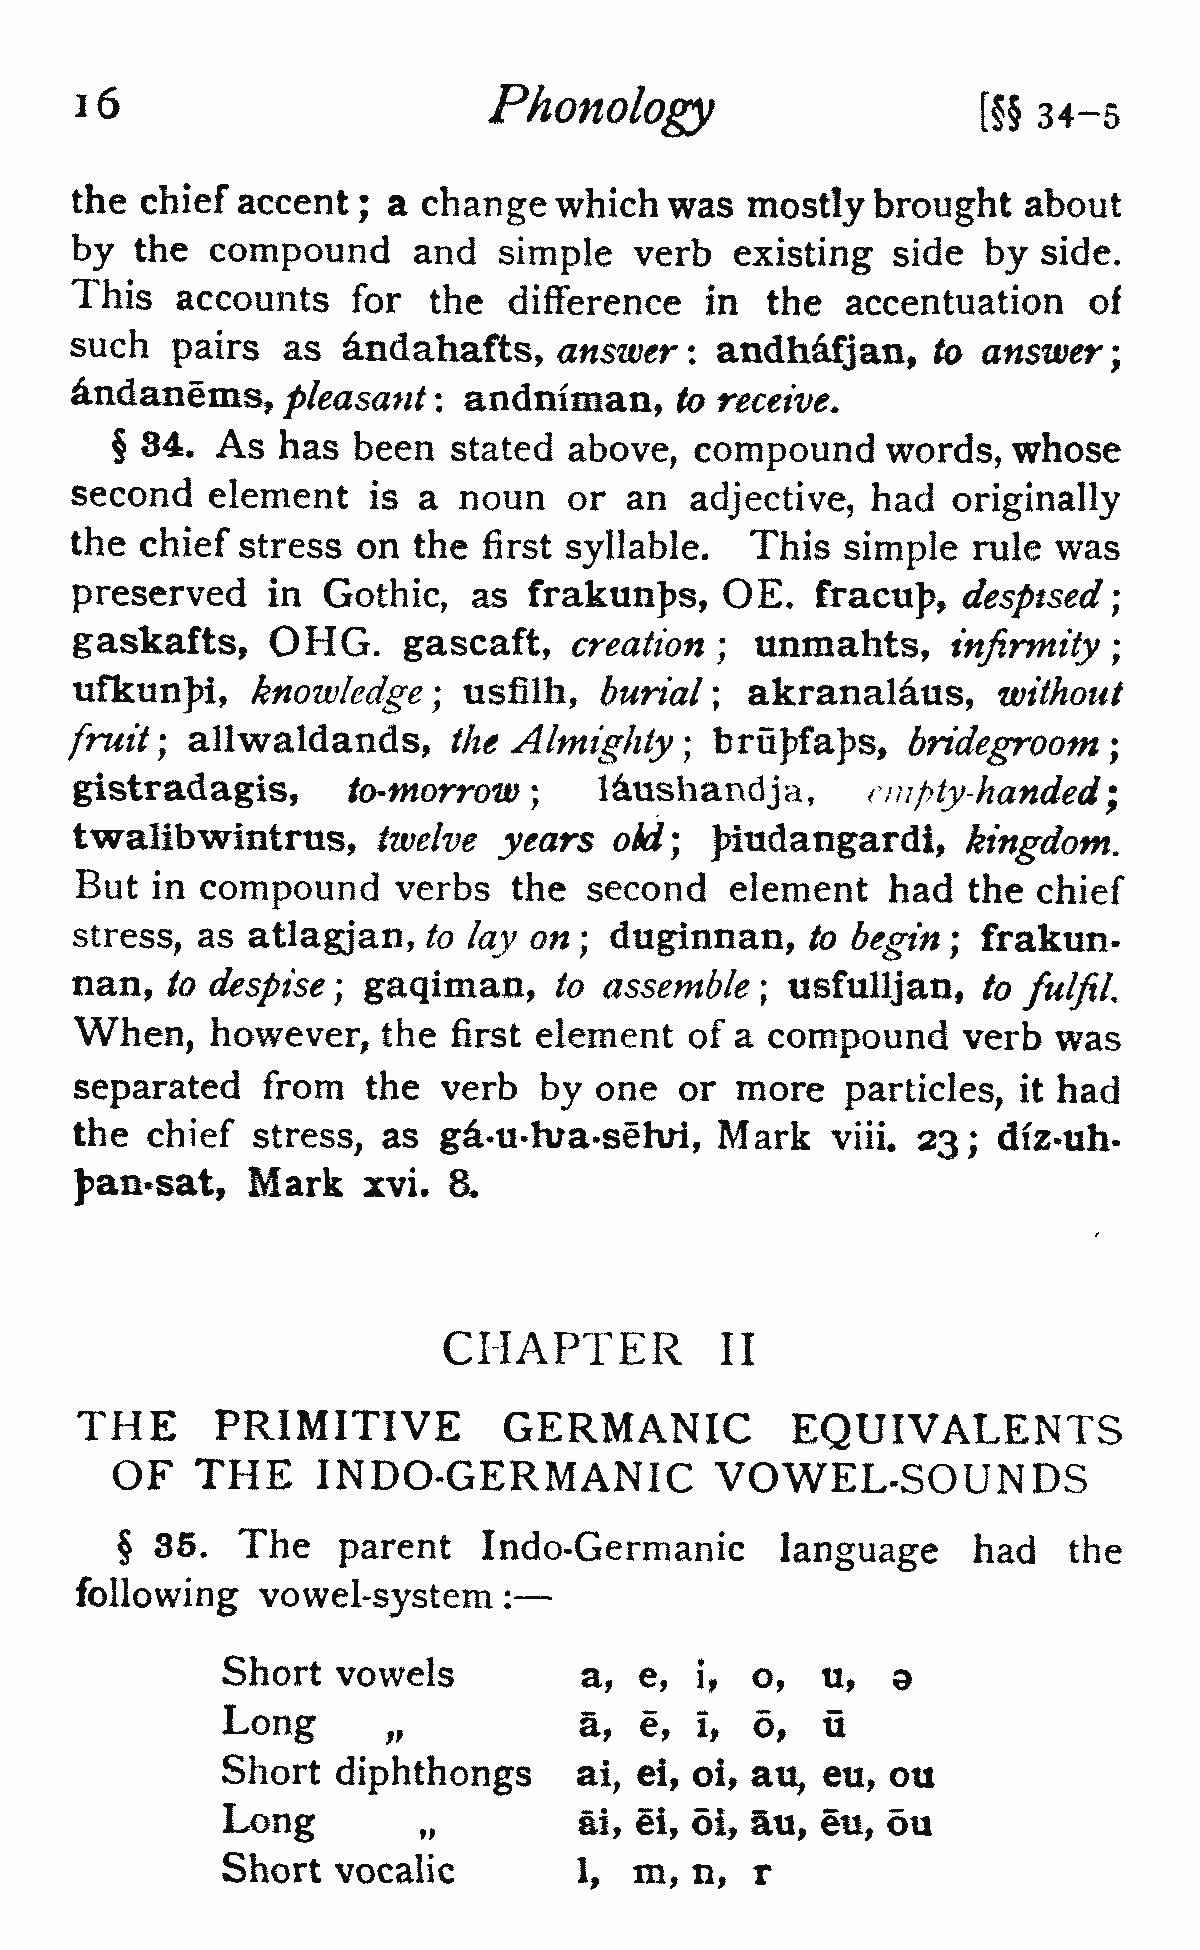 16 Phonology [§§ 34–5
the chief accent; a change which was mostly brought about
by the compound and simple verb existing side by side.
This accounts for the difference in the accentuation of
such pairs as ándahafts, answer: andháfjan, to answer;
ándanēms, pleasant: andníman, to receive.
§ 34. As has been stated above, compound words, whose
second element is a noun or an adjective, had originally
the chief stress on the first syllable. This simple rule was
preserved in Gothic, as frakunþs, OE. fracuþ, despised;
gaskafts, OHG. gascaft, creation; unmahts, infirmity;
ufkunþi, knowledge; usfilh, burial; akranaláus, without
fruit; allwaldands, the Almighty; brūþfaþs, bridegroom;
gistradagis, to-morrow; láushandja, empty-handed;
twalibwintrus, twelve years old; þiudangardi, kingdom.
But in compound verbs the second element had the chief
stress, as atlagjan, to lay on; duginnan, to begin; frakun-
nan, to despise; gaqiman, to assemble; usfulljan, to fulfil.
When, however, the first element of a compound verb was
separated from the verb by one or more particles, it had
the chief stress, as gá-u-ƕa-sēƕi, Mark viii. 23; díz-uh-
þan-sat, Mark xvi. 8.
CHAPTER II
THE PRIMITIVE GERMANIC EQUIVALENTS
OF THE INDO-GERMANIC VOWEL-SOUNDS
§ 35. The parent Indo-Germanic language had the
following vowel-system:—
Short vowels a, e, i, o, u, ə
Long „ ā, ē, ī, ō, ū
Short diphthongs ai, ei, oi, au, eu, ou
Long „ āi, ēi, ōi, āu, ēu, ōu
Short vocalic l, m, n, r